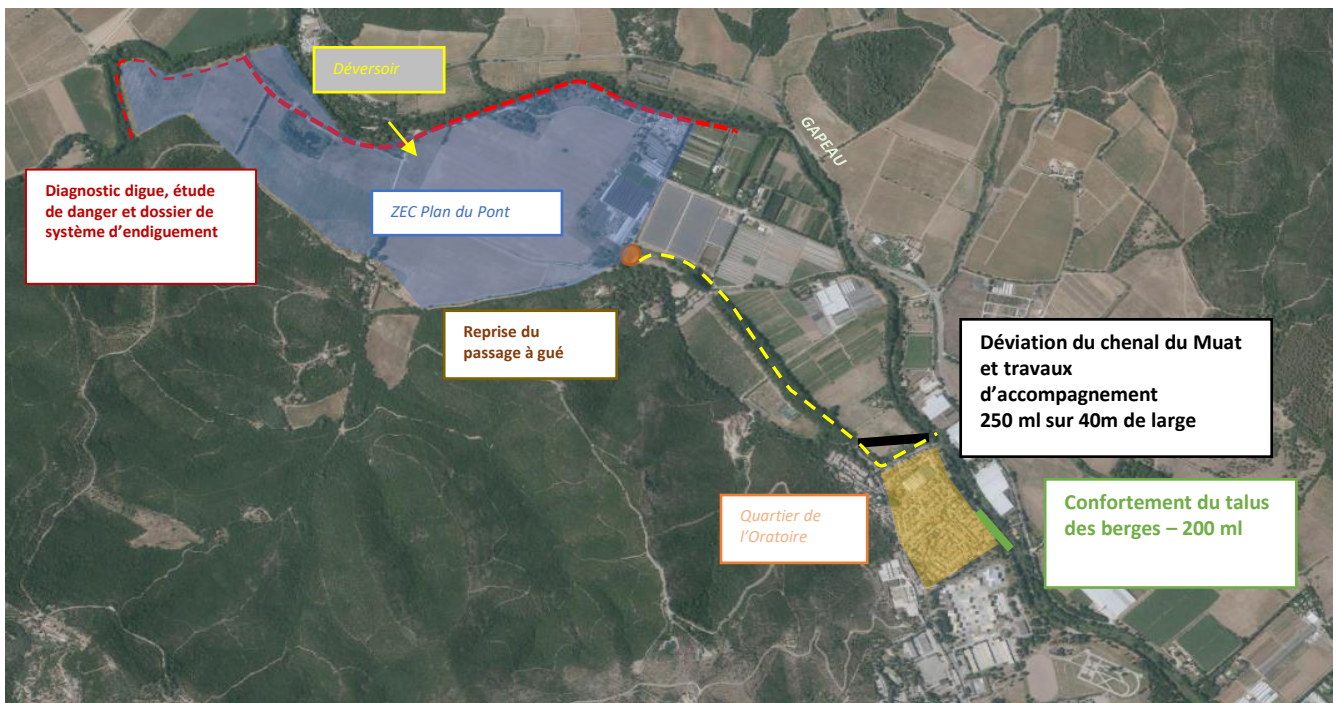 Déversoir
GAPEAU
Diagnostic digue, étude
de danger et dossier de
système d'endiguement
ZEC Plan du Pont
Reprise du
passage à gué
Déviation du chenal du Muat
et travaux
d'accompagnement
250 ml sur 40m de large
Quartier de
l'Oratoire
Confortement du talus
des berges – 200 ml